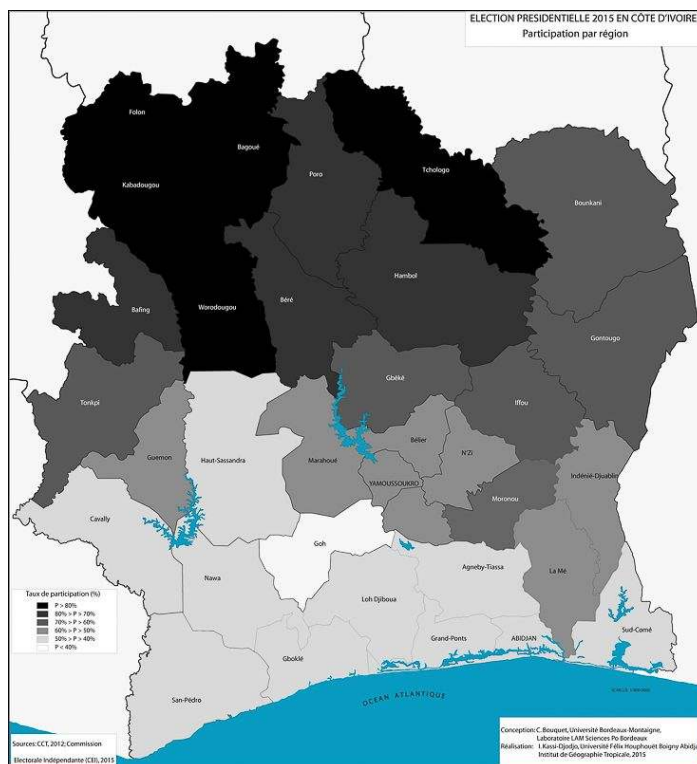 ELECTION PRESIDENTIELLE 2015 EN CÔTE D'IVOIRE
Participation par région
Folon
Bagoué
Kabadougou
Poro
Tchologo
Bounkani
Bafing
Worodougou
Béré
Hambol
Gontougo
Tonkpi
Gbêkê
Iffou
Guemon
Haut-Sassandra
Marahoué
Bélier
N'Zi
Indénié-Djuablin
YAMOUSSOUKRO
Moronou
Cavally
Goh
Agneby-Tiassa
La Mé
Nawa
Loh Djiboua
Sud-Comé
Grand-Ponts
ABIDJAN
Gboklé
San-Pédro
Taux de participation (%)
P > 80%
80% > P > 70%
70% > P > 60%
60% > P > 50%
50% > P > 40%
P < 40%
OCEAN ATLANTIQUE
Sources: CCT, 2012; Commission
Electorale Indépendante (CEI), 2015
Conception: C. Bouquet, Université Bordeaux-Montaigne,
Laboratoire LAM Sciences Po Bordeaux
Réalisation: I. Kassi-Djodjo, Université Félix Houphouët Boigny Abidja
Institut de Géographie Tropicale, 2015